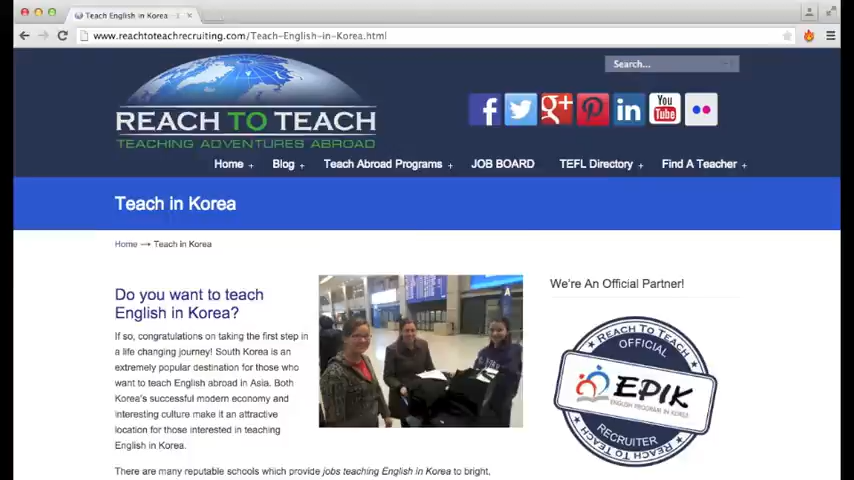 Teach English in Korea
www.reachtoteachrecruiting.com/Teach-English-in-Korea.html
Search...
REACH TO TEACH
TEACHING ADVENTURES ABROAD
f
g+
in
You
Tube
Home + Blog + Teach Abroad Programs + JOB BOARD TEFL Directory + Find A Teacher +
Teach in Korea
Home → Teach in Korea
Do you want to teach
English in Korea?
If so, congratulations on taking the first step in
a life changing journey! South Korea is an
extremely popular destination for those who
want to teach English abroad in Asia. Both
Korea's successful modern economy and
interesting culture make it an attractive
location for those interested in teaching
English in Korea.
There are many reputable schools which provide jobs teaching English in Korea to bright,
A
We're An Official Partner!
REACH TO TEACH
OFFICIAL
EPIK
ENGLISH PROGRAM IN KOREA
RECRUITER
REACH TO TEACH